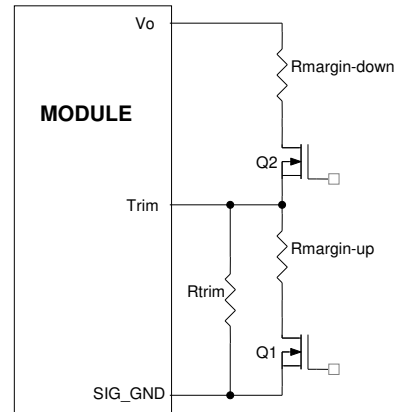 Vo
Rmargin-down
MODULE
Q2
Trim
Rmargin-up
Rtrim
Q1
SIG_GND